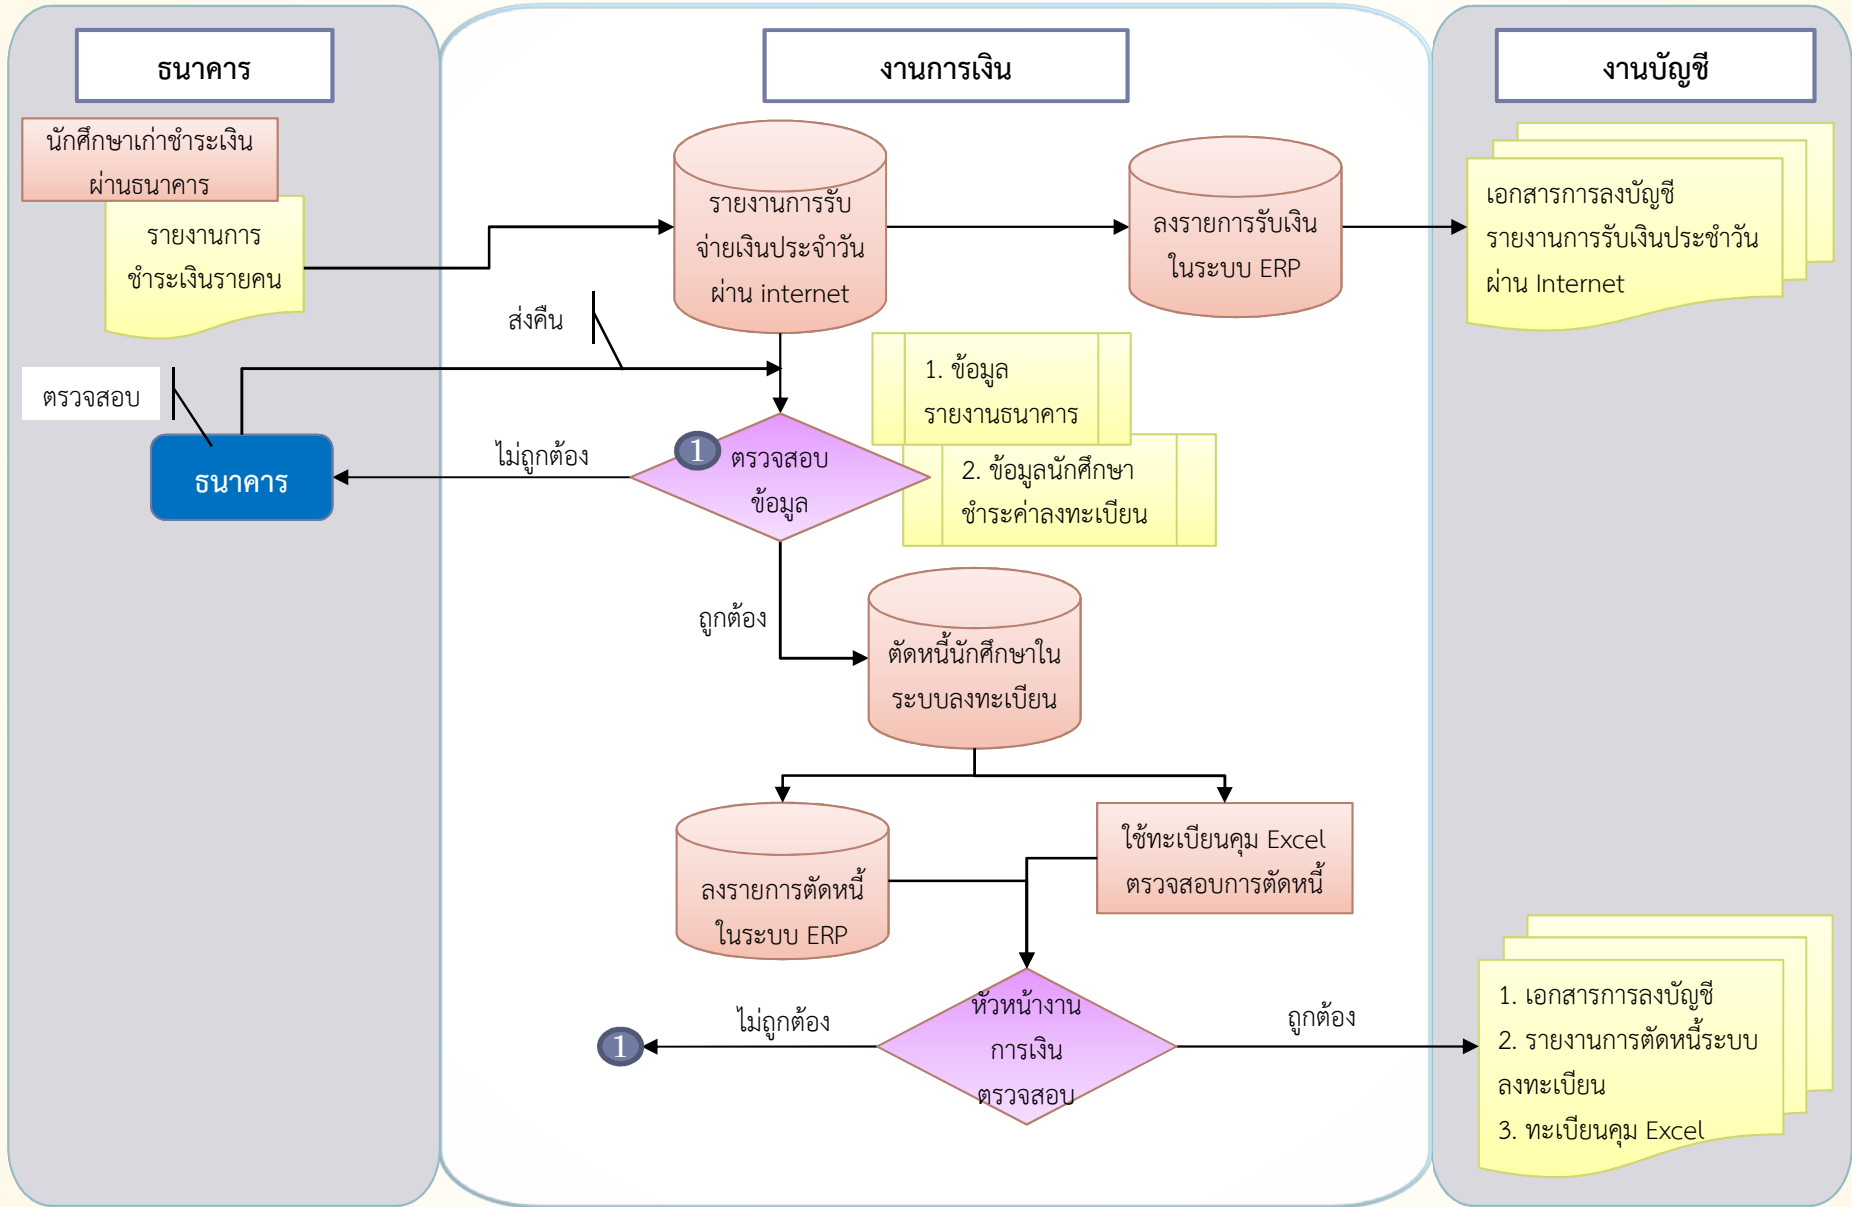 ธนาคาร
งานการเงิน
งานบัญชี
นักศึกษาเก่าชำระเงิน
ผ่านธนาคาร
รายงานการ
ชำระเงินรายคน
รายงานการรับ
จ่ายเงินประจำวัน
ผ่าน internet
ลงรายการรับเงิน
ในระบบ ERP
เอกสารการลงบัญชี
รายงานการรับเงินประชำวัน
ผ่าน Internet
ส่งคืน
ตรวจสอบ
ธนาคาร
ไม่ถูกต้อง
1
ตรวจสอบ
ข้อมูล
1. ข้อมูล
รายงานธนาคาร
2. ข้อมูลนักศึกษา
ชำระค่าลงทะเบียน
ถูกต้อง
ตัดหนี้นักศึกษาใน
ระบบลงทะเบียน
ลงรายการตัดหนี้
ในระบบ ERP
ใช้ทะเบียนคุม Excel
ตรวจสอบการตัดหนี้
1
ไม่ถูกต้อง
หัวหน้างาน
การเงิน
ตรวจสอบ
ถูกต้อง
1. เอกสารการลงบัญชี
2. รายงานการตัดหนี้ระบบ
ลงทะเบียน
3. ทะเบียนคุม Excel